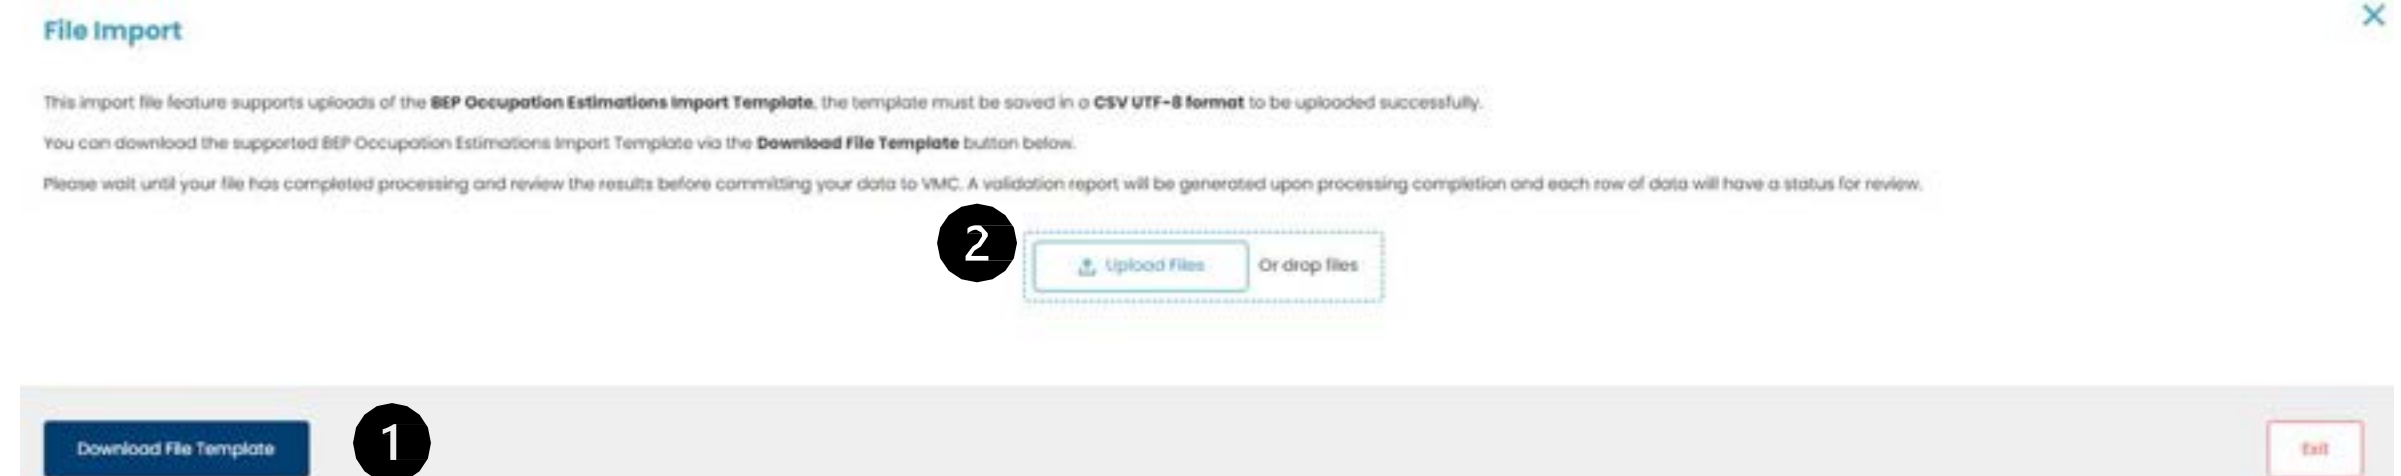 File Import
This import file feature supports uploads of the BEP Occupation Estimations Import Template, the template must be saved in a CSV UTF-8 format to be uploaded successfully.
You can download the supported BEP Occupation Estimations Import Template via the Download File Template button below.
Please wait until your file has completed processing and review the results before committing your data to VMC. A validation report will be generated upon processing completion and each row of data will have a status for review.
2
Upload Files Or drop files
Download File Template
1
Exit